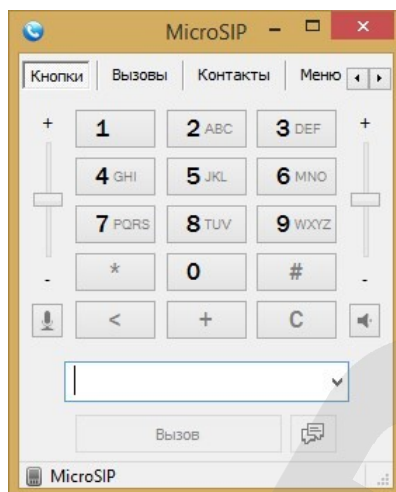 MicroSIP
Кнопки Вызовы Контакты Меню
+ 1 2 ABC 3 DEF +
4 GHI 5 JKL 6 MNO
7 PQRS 8 TUV 9 WXYZ
- * 0 # -
< + C
Вызов
MicroSIP